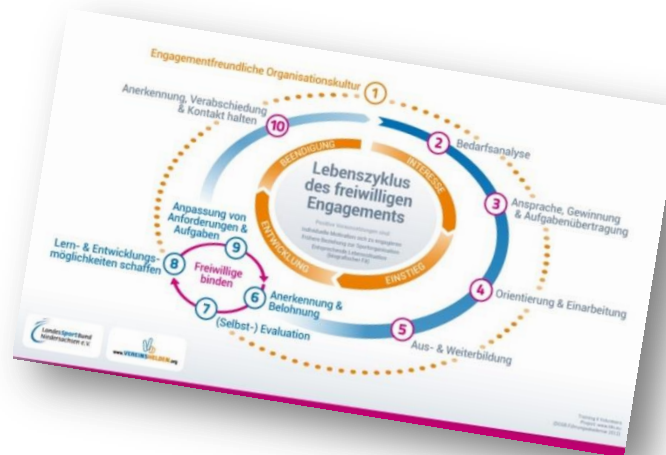 Engagementfreundliche Organisationskultur
1
Anerkennung, Verabschiedung
& Kontakt halten
10
2
Bedarfsanalyse
BEENDIGUNG
INTERESSE
Lebenszyklus
des freiwilligen
Engagements
3
Ansprache, Gewinnung
& Aufgabenübertragung
Anpassung von
Anforderungen &
Aufgaben
9
ENTWICKLUNG
EINSTIEG
Lern- & Entwicklungs-
möglichkeiten schaffen
8
Freiwillige
binden
4
Orientierung & Einarbeitung
6
Anerkennung &
Belohnung
7
(Selbst-) Evaluation
5
Aus- & Weiterbildung
LandesSportBund
Niedersachsen e.V.
www.VEREINSHELDEN.org